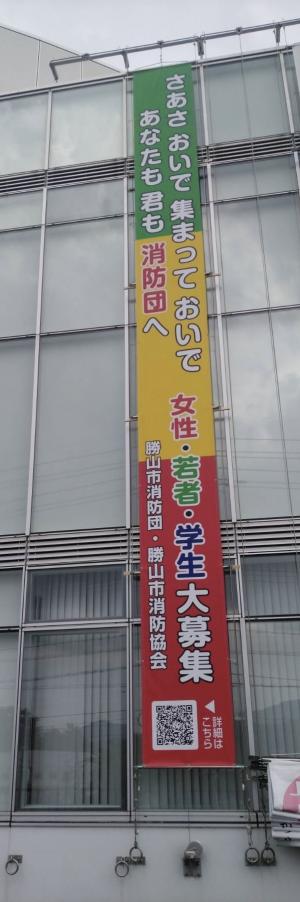 さあさ おいで 集まって おいで
あなたも 君も 消防団へ
女性・若者・学生 大募集
勝山市消防団・勝山市消防協会
◀詳細は
こちら